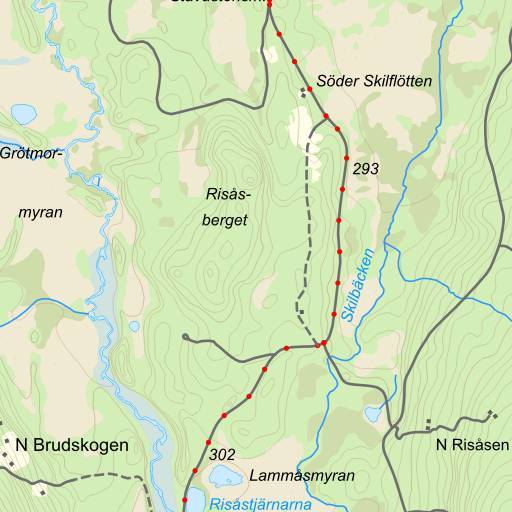 Söder Skilflötten
Grötmor-
myran
293
Risås-
berget
Skilbäcken
N Brudskogen
302
N Risåsen
Lammåsmyran
Risåstjärnarna